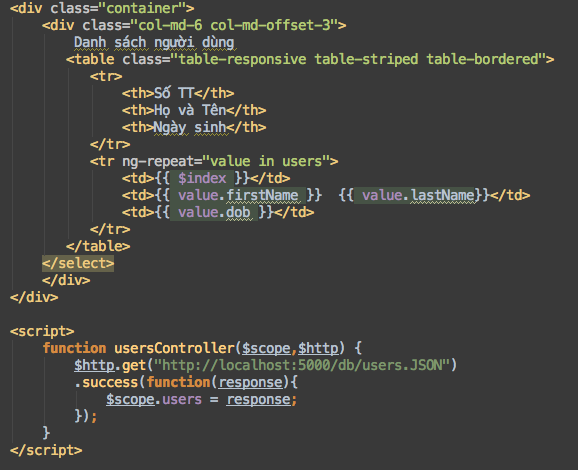 <div class="container">
    <div class="col-md-6 col-md-offset-3">
        Danh sách người dùng
       <table class="table-responsive table-striped table-bordered">
          <tr>
              <th>Số TT</th>
              <th>Họ và Tên</th>
              <th>Ngày sinh</th>
          </tr>
          <tr ng-repeat="value in users">
              <td>{{ $index }}</td>
              <td>{{ value.firstName }}  {{ value.lastName}}</td>
              <td>{{ value.dob }}</td>
          </tr>
       </table>
    </select>
    </div>
</div>

<script>
    function usersController($scope,$http) {
        $http.get("http://localhost:5000/db/users.JSON")
        .success(function(response){
            $scope.users = response;
        });
    }
</script>